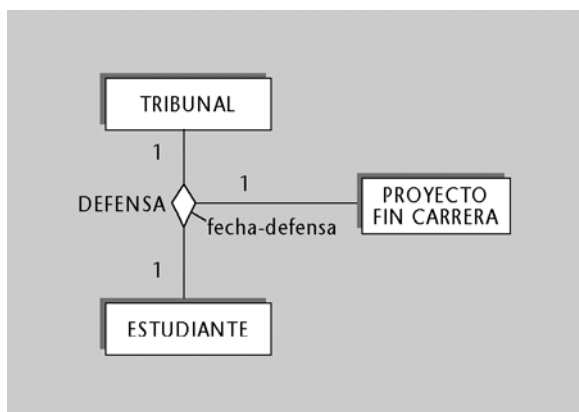 TRIBUNAL
1
1
DEFENSA
PROYECTO
FIN CARRERA
fecha-defensa
1
ESTUDIANTE